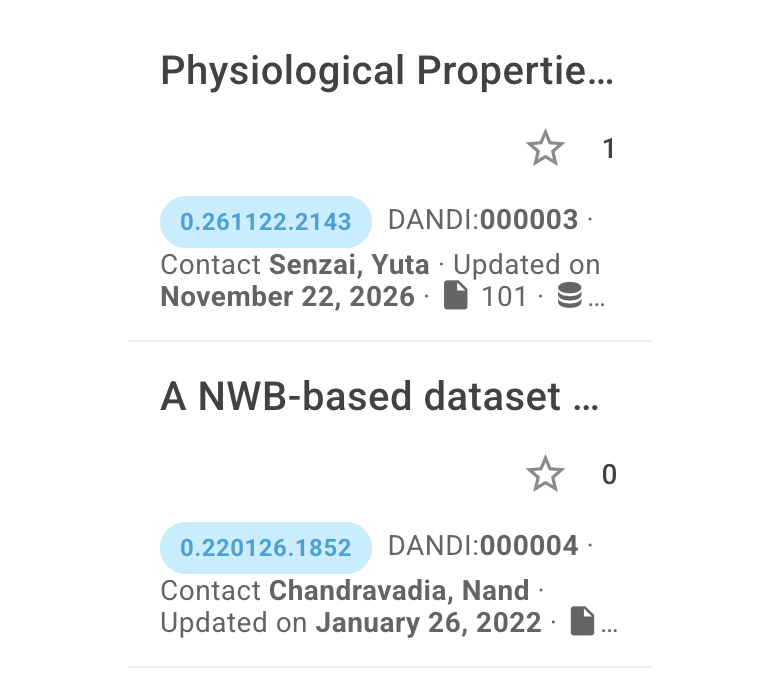 Physiological Propertie…
1
0.261122.2143 DANDI:000003 ·
Contact Senzai, Yuta · Updated on
November 22, 2026 · 101 · …
A NWB-based dataset …
0
0.220126.1852 DANDI:000004 ·
Contact Chandravadia, Nand ·
Updated on January 26, 2022 · …